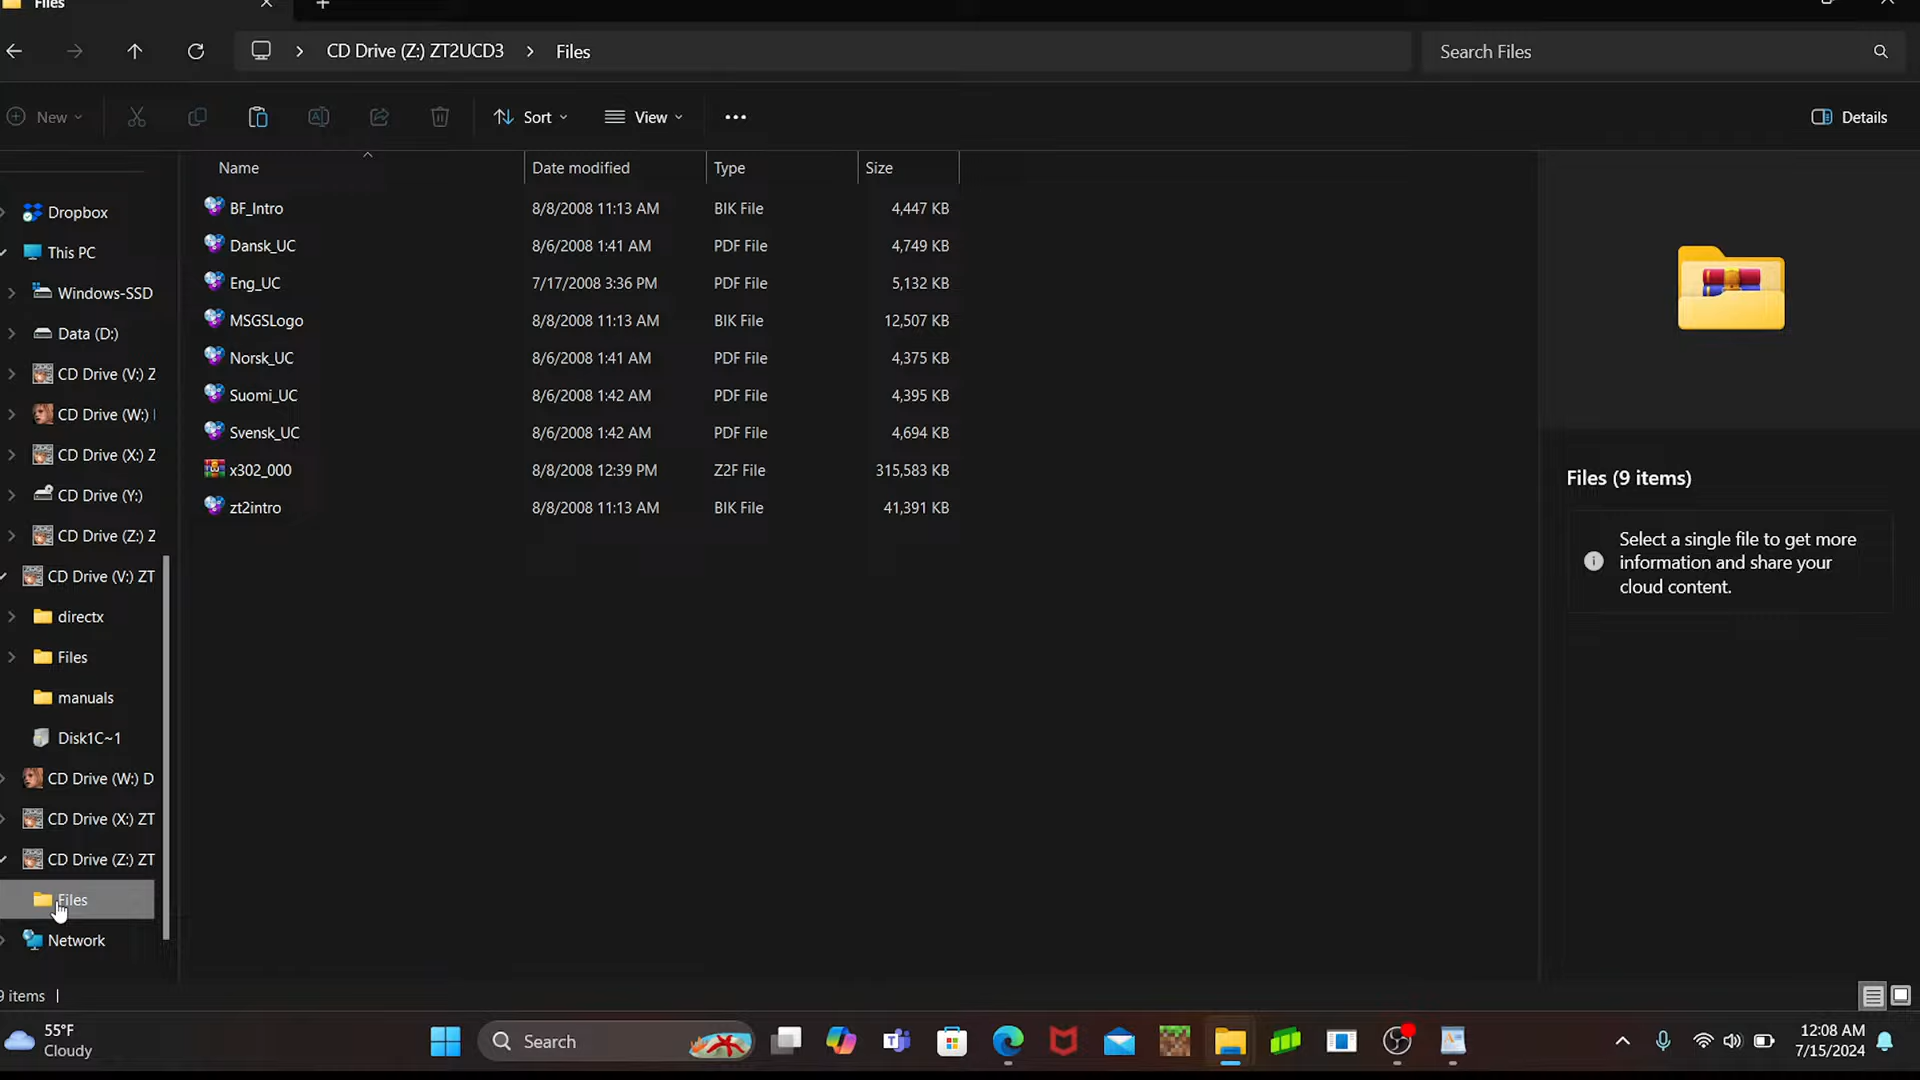 Files
CD Drive (Z:) ZT2UCD3
Files
Search Files
New
Sort
View
Details
Name
Date modified
Type
Size
BF_Intro 8/8/2008 11:13 AM BIK File 4,447 KB
Dansk_UC 8/6/2008 1:41 AM PDF File 4,749 KB
Eng_UC 7/17/2008 3:36 PM PDF File 5,132 KB
MSGSLogo 8/8/2008 11:13 AM BIK File 12,507 KB
Norsk_UC 8/6/2008 1:41 AM PDF File 4,375 KB
Suomi_UC 8/6/2008 1:42 AM PDF File 4,395 KB
Svensk_UC 8/6/2008 1:42 AM PDF File 4,694 KB
x302_000 8/8/2008 12:39 PM Z2F File 315,583 KB
zt2intro 8/8/2008 11:13 AM BIK File 41,391 KB
Dropbox
This PC
Windows-SSD
Data (D:)
CD Drive (V:) Z
CD Drive (W:)
CD Drive (X:) Z
CD Drive (Y:)
CD Drive (Z:) Z
CD Drive (V:) ZT
directx
Files
manuals
Disk1C~1
CD Drive (W:) D
CD Drive (X:) ZT
CD Drive (Z:) ZT
Files
Network
Files (9 items)
Select a single file to get more
information and share your
cloud content.
9 items
55°F
Cloudy
Search
12:08 AM
7/15/2024